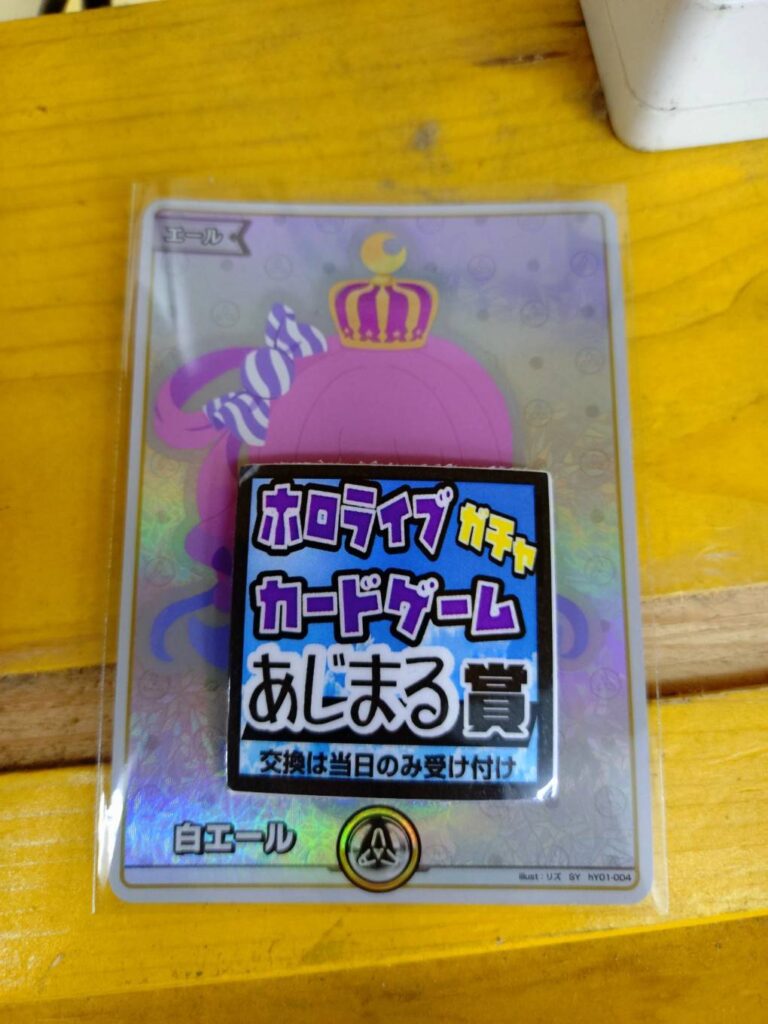 エール
ホロライブ ガチャ
カードゲーム
あじまる賞
交換は当日のみ受け付け
白エール
illust：リズ SY hY01-004